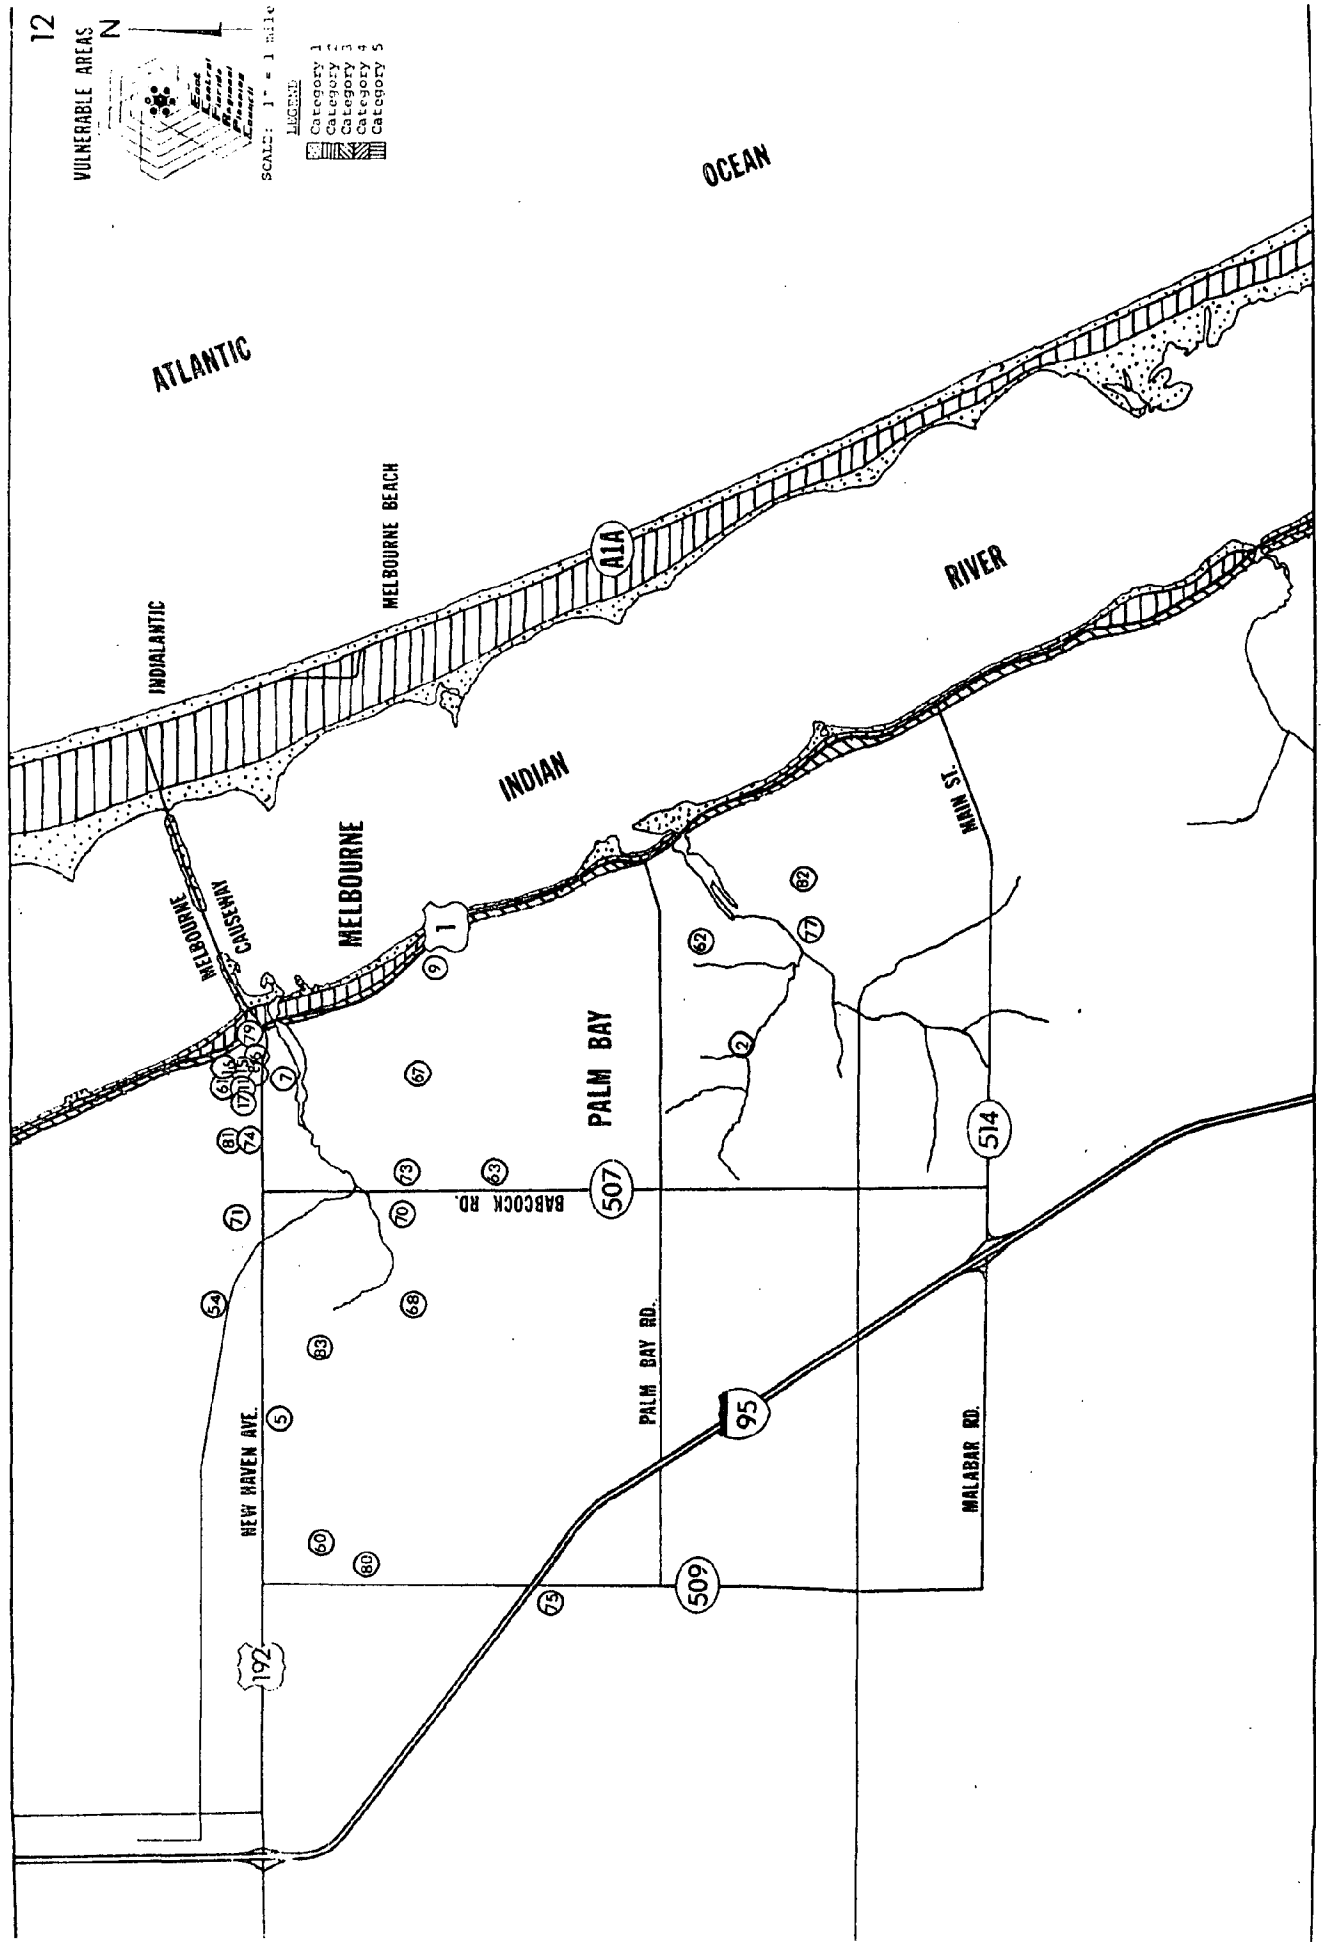 12
VULNERABLE AREAS
N
East
Central
Florida
Regional
Planning
Council
SCALE: 1" = 1 mile
LEGEND
Category 1
Category 2
Category 3
Category 4
Category 5
ATLANTIC
OCEAN
INDIALANTIC
MELBOURNE BEACH
A1A
INDIAN
RIVER
MELBOURNE
CAUSEWAY
MELBOURNE
1
9
79
61
17
11
7
81
74
67
PALM BAY
62
82
77
2
MAIN ST.
71
73
63
70
BABCOCK RD.
507
514
54
68
83
5
NEW HAVEN AVE.
PALM BAY RD.
95
MALABAR RD.
60
80
75
509
192